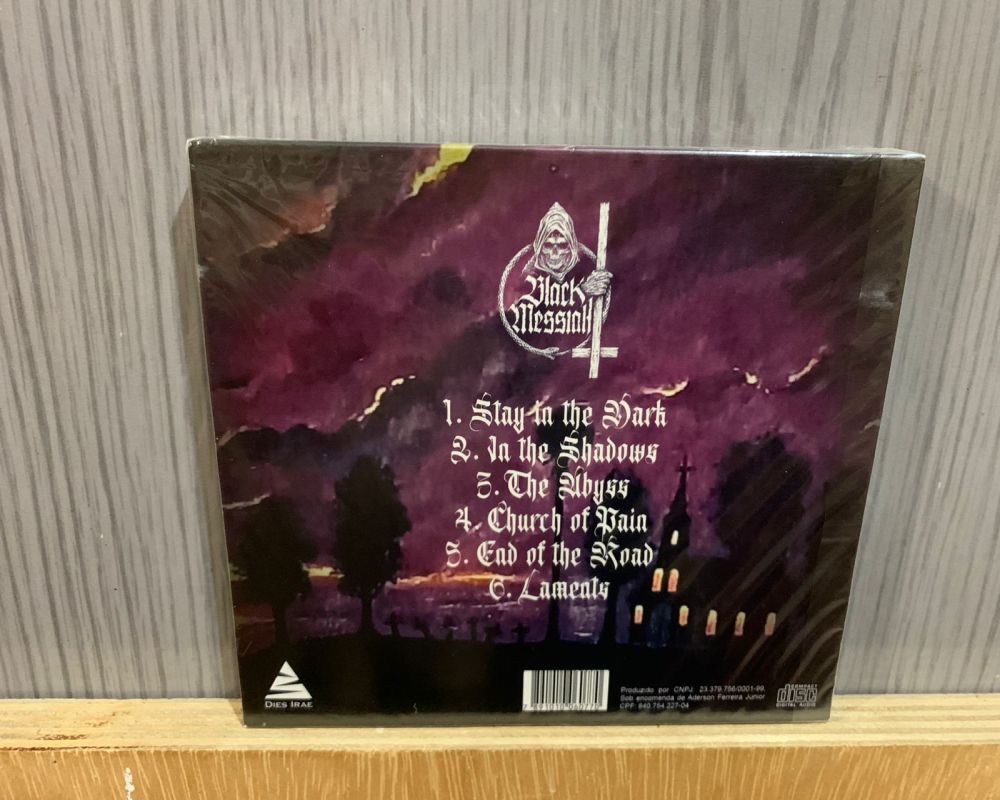 Black
Messiah
1. Stay in the Dark
2. In the Shadows
3. The Abyss
4. Church of Pain
5. End of the Road
6. Laments
DIES IRAE
Produzido por CNPJ. 23.379.756/0001-99,
Sob encomenda de Aderson Ferreira Júnior
CPF: 840.764.227-04
COMPACT
disc
DIGITAL AUDIO